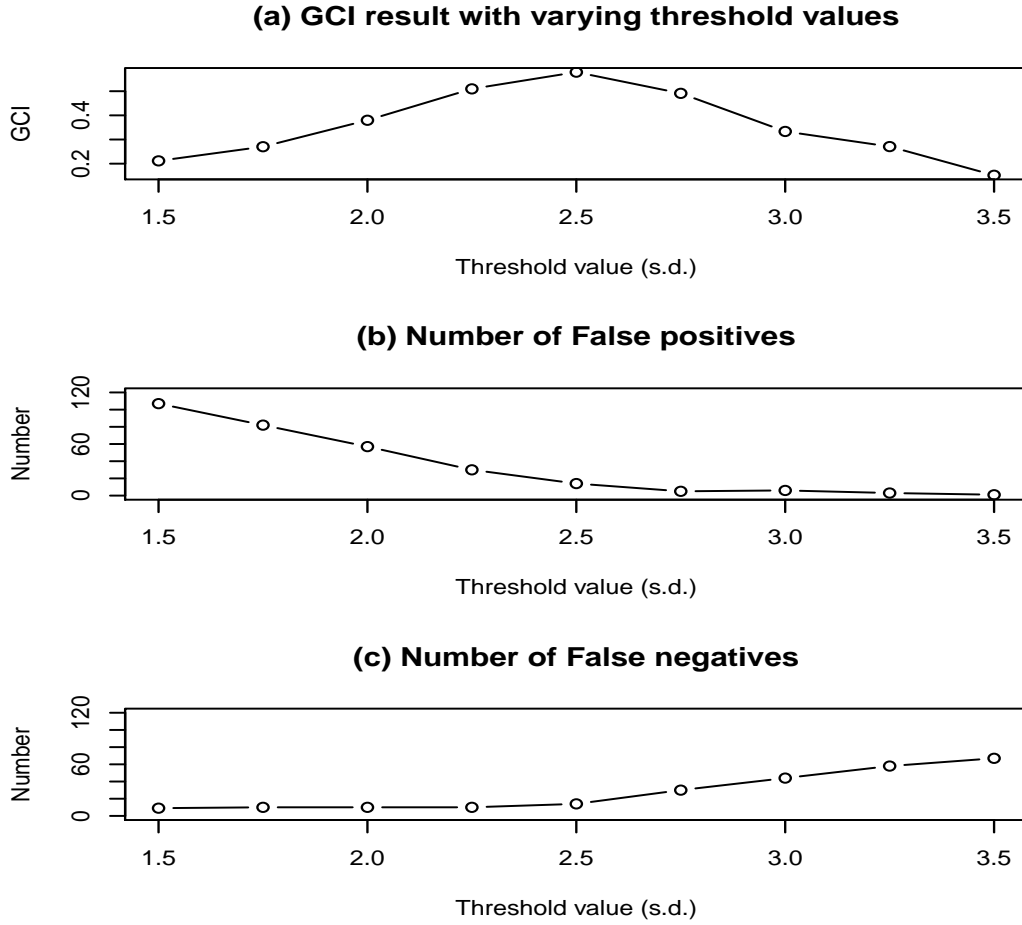 (a) GCI result with varying threshold values
GCI
0.4
0.2
1.5 2.0 2.5 3.0 3.5
Threshold value (s.d.)
(b) Number of False positives
Number
120
60
0
1.5 2.0 2.5 3.0 3.5
Threshold value (s.d.)
(c) Number of False negatives
Number
120
60
0
1.5 2.0 2.5 3.0 3.5
Threshold value (s.d.)